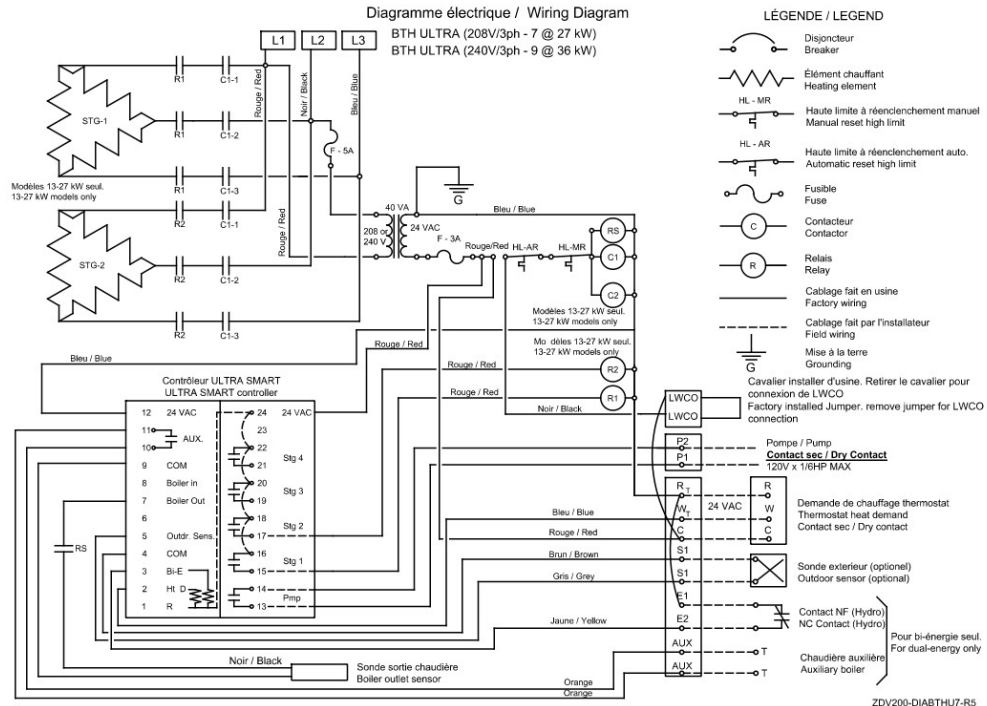 Diagramme électrique / Wiring Diagram
BTH ULTRA (208V/3ph - 7 @ 27 kW)
BTH ULTRA (240V/3ph - 9 @ 36 kW)
L1
L2
L3
Rouge / Red
Noir / Black
Bleu / Blue
R1
C1-1
STG-1
R1
C1-2
R1
C1-3
Modèles 13-27 kW seul.
13-27 kW models only
R2
C1-1
STG-2
R2
C1-2
R2
C1-3
Rouge / Red
F - 5A
G
40 VA
208 or
240 V
24 VAC
F - 3A
Bleu / Blue
Rouge/Red
HL-AR
HL-MR
RS
C1
C2
Modèles 13-27 kW seul.
13-27 kW models only
Mo dèles 13-27 kW seul.
13-27 kW models only
Rouge / Red
Rouge / Red
R2
Rouge / Red
R1
Noir / Black
Bleu / Blue
LÉGENDE / LEGEND
Disjoncteur
Breaker
Élément chauffant
Heating element
HL - MR
Haute limite à réenclenchement manuel
Manual reset high limit
HL - AR
Haute limite à réenclenchement auto.
Automatic reset high limit
Fusible
Fuse
C
Contacteur
Contactor
R
Relais
Relay
Cablage fait en usine
Factory wiring
Cablage fait par l'installateur
Field wiring
G
Mise à la terre
Grounding
Contrôleur ULTRA SMART
ULTRA SMART controller
12 24 VAC
11
AUX.
10
9 COM
8 Boiler in
7 Boiler Out
6
5 Outdr. Sens.
4 COM
3 Bi-E
2 Ht D
1 R
24 24 VAC
23
22
Stg 4
21
20
Stg 3
19
18
Stg 2
17
16
Stg 1
15
14
Pmp
13
RS
LWCO
LWCO
Cavalier installer d'usine. Retirer le cavalier pour
connexion de LWCO
Factory installed Jumper. remove jumper for LWCO
connection
P2
P1
Pompe / Pump
Contact sec / Dry Contact
120V x 1/6HP MAX
R T
W T
C
S1
S1
E1
E2
AUX
AUX
24 VAC
R
W
C
Demande de chauffage thermostat
Thermostat heat demand
Contact sec / Dry contact
Sonde exterieur (optionel)
Outdoor sensor (optional)
Contact NF (Hydro)
NC Contact (Hydro)
T
T
Chaudière auxilière
Auxiliary boiler
Pour bi-énergie seul.
For dual-energy only
Bleu / Blue
Rouge / Red
Brun / Brown
Gris / Grey
Jaune / Yellow
Noir / Black
Sonde sortie chaudière
Boiler outlet sensor
Orange
Orange
ZDV200-DIABTHU7-R5